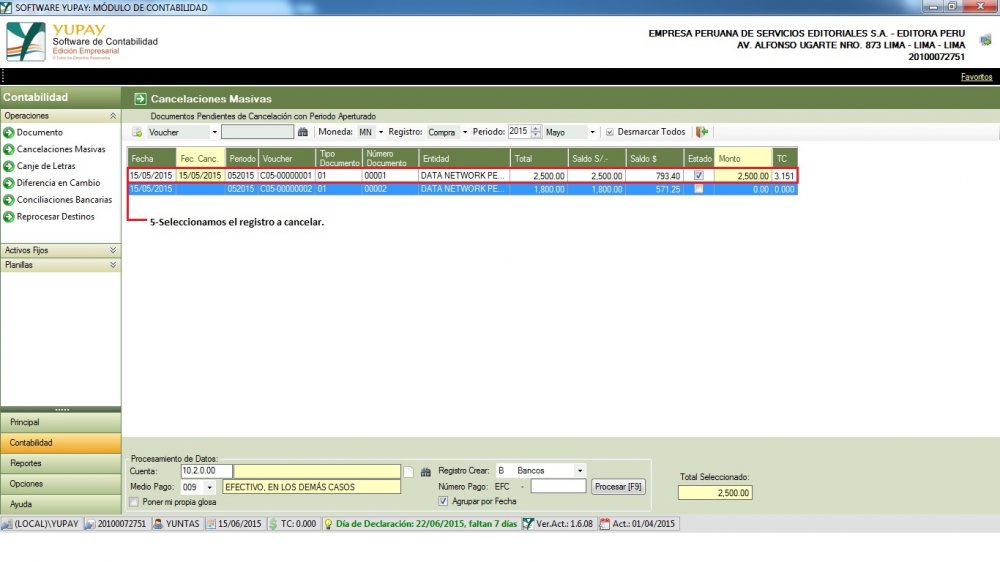 SOFTWARE YUPAY: MÓDULO DE CONTABILIDAD
YUPAY
Software de Contabilidad
Edición Empresarial
EMPRESA PERUANA DE SERVICIOS EDITORIALES S.A. - EDITORA PERU
AV. ALFONSO UGARTE NRO. 873 LIMA - LIMA - LIMA
20100072751
Favoritos
Contabilidad
Operaciones
Documento
Cancelaciones Masivas
Canje de Letras
Diferencia en Cambio
Conciliaciones Bancarias
Reprocesar Destinos
Activos Fijos
Planillas
Principal
Contabilidad
Reportes
Opciones
Ayuda
Cancelaciones Masivas
Documentos Pendientes de Cancelación con Periodo Aperturado
Voucher Moneda: MN Registro: Compra Periodo: 2015 Mayo Desmarcar Todos
Fecha Fec. Canc. Periodo Voucher Tipo Documento Número Documento Entidad Total Saldo S/.- Saldo $ Estado Monto TC
15/05/2015 15/05/2015 052015 C05-00000001 01 00001 DATA NETWORK PE... 2,500.00 2,500.00 793.40 2,500.00 3.151
15/05/2015 052015 C05-00000002 01 00002 DATA NETWORK PE... 1,800.00 1,800.00 571.25 0.00 0.000
5-Seleccionamos el registro a cancelar.
Procesamiento de Datos:
Cuenta: 10.2.0.00 Registro Crear: B Bancos
Medio Pago: 009 EFECTIVO, EN LOS DEMÁS CASOS Número Pago: EFC - Procesar [F9]
Poner mi propia glosa Agrupar por Fecha
Total Seleccionado:
2,500.00
(LOCAL)\YUPAY 20100072751 YUNTAS 15/06/2015 TC: 0.000 Día de Declaración: 22/06/2015, faltan 7 días Ver.Act.: 1.6.08 Act.: 01/04/2015